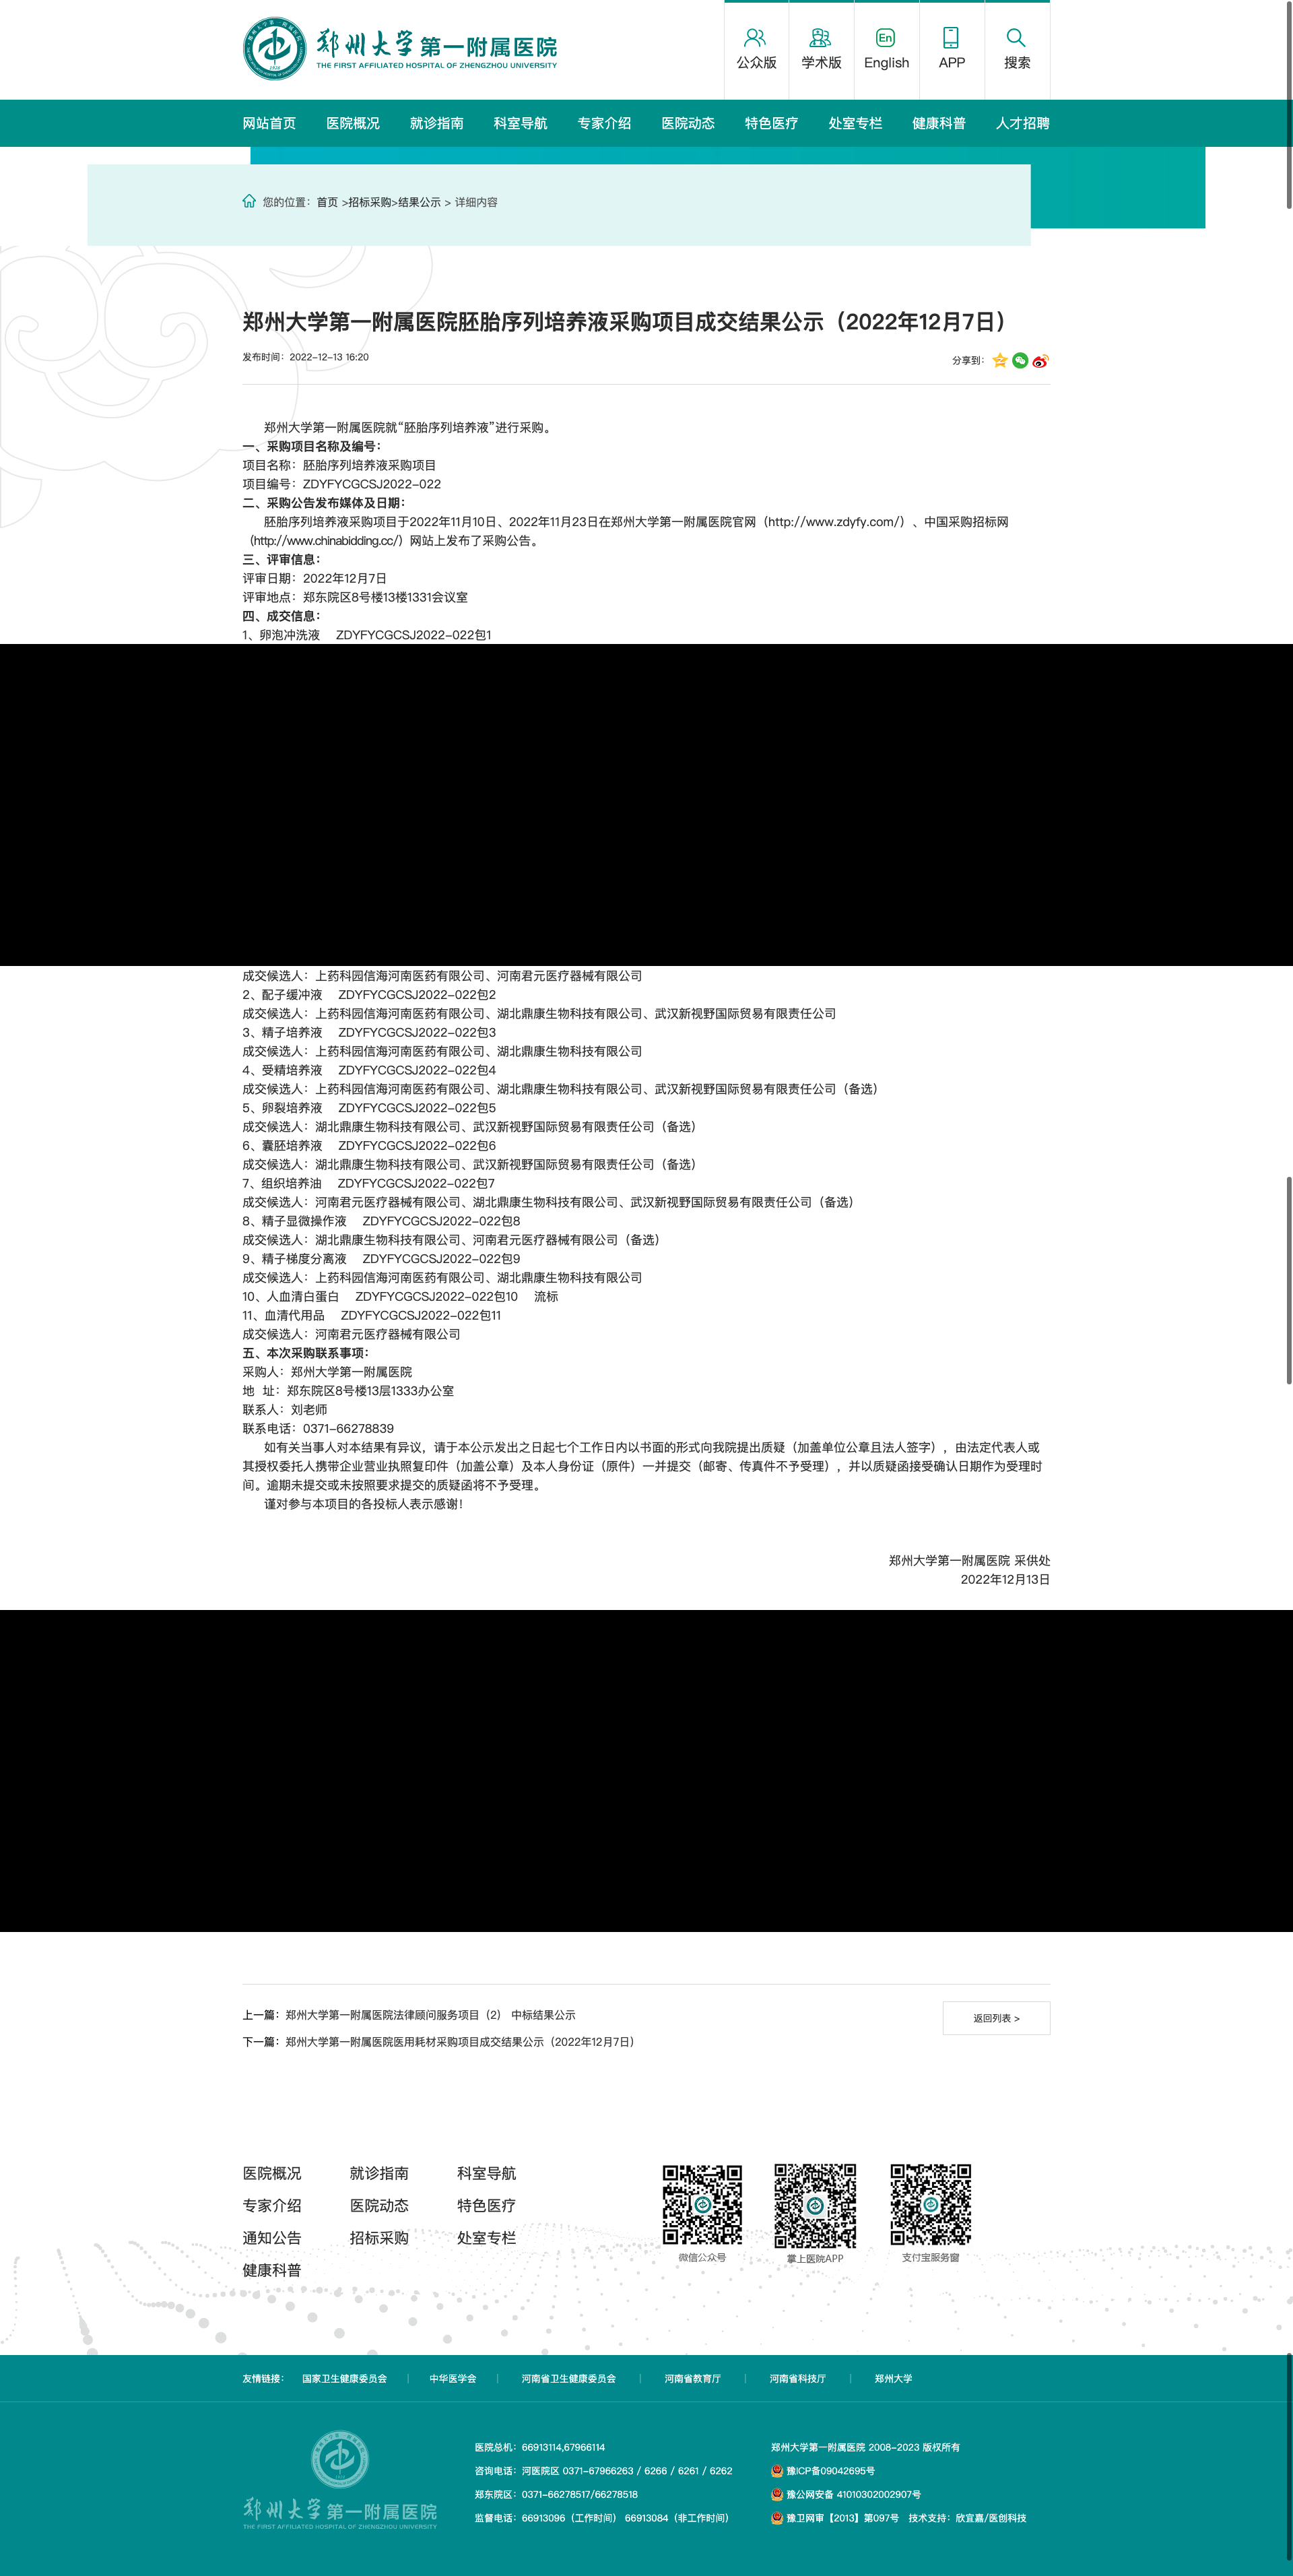 郑州大学第一附属医院
THE FIRST AFFILIATED HOSPITAL OF ZHENGZHOU UNIVERSITY
公众版 学术版 English APP 搜索
网站首页 医院概况 就诊指南 科室导航 专家介绍 医院动态 特色医疗 处室专栏 健康科普 人才招聘
您的位置：首页 >招标采购>结果公示 > 详细内容
郑州大学第一附属医院胚胎序列培养液采购项目成交结果公示（2022年12月7日）
发布时间：2022-12-13 16:20
分享到：
郑州大学第一附属医院就“胚胎序列培养液”进行采购。
一、采购项目名称及编号：
项目名称：胚胎序列培养液采购项目
项目编号：ZDYFYCGCSJ2022-022
二、采购公告发布媒体及日期：
胚胎序列培养液采购项目于2022年11月10日、2022年11月23日在郑州大学第一附属医院官网（http://www.zdyfy.com/）、中国采购招标网
（http://www.chinabidding.cc/）网站上发布了采购公告。
三、评审信息：
评审日期：2022年12月7日
评审地点：郑东院区8号楼13楼1331会议室
四、成交信息：
1、卵泡冲洗液 ZDYFYCGCSJ2022-022包1
成交候选人：上药科园信海河南医药有限公司、河南君元医疗器械有限公司
2、配子缓冲液 ZDYFYCGCSJ2022-022包2
成交候选人：上药科园信海河南医药有限公司、湖北鼎康生物科技有限公司、武汉新视野国际贸易有限责任公司
3、精子培养液 ZDYFYCGCSJ2022-022包3
成交候选人：上药科园信海河南医药有限公司、湖北鼎康生物科技有限公司
4、受精培养液 ZDYFYCGCSJ2022-022包4
成交候选人：上药科园信海河南医药有限公司、湖北鼎康生物科技有限公司、武汉新视野国际贸易有限责任公司（备选）
5、卵裂培养液 ZDYFYCGCSJ2022-022包5
成交候选人：湖北鼎康生物科技有限公司、武汉新视野国际贸易有限责任公司（备选）
6、囊胚培养液 ZDYFYCGCSJ2022-022包6
成交候选人：湖北鼎康生物科技有限公司、武汉新视野国际贸易有限责任公司（备选）
7、组织培养油 ZDYFYCGCSJ2022-022包7
成交候选人：河南君元医疗器械有限公司、湖北鼎康生物科技有限公司、武汉新视野国际贸易有限责任公司（备选）
8、精子显微操作液 ZDYFYCGCSJ2022-022包8
成交候选人：湖北鼎康生物科技有限公司、河南君元医疗器械有限公司（备选）
9、精子梯度分离液 ZDYFYCGCSJ2022-022包9
成交候选人：上药科园信海河南医药有限公司、湖北鼎康生物科技有限公司
10、人血清白蛋白 ZDYFYCGCSJ2022-022包10 流标
11、血清代用品 ZDYFYCGCSJ2022-022包11
成交候选人：河南君元医疗器械有限公司
五、本次采购联系事项：
采购人：郑州大学第一附属医院
地 址：郑东院区8号楼13层1333办公室
联系人：刘老师
联系电话：0371-66278839
如有关当事人对本结果有异议，请于本公示发出之日起七个工作日内以书面的形式向我院提出质疑（加盖单位公章且法人签字），由法定代表人或
其授权委托人携带企业营业执照复印件（加盖公章）及本人身份证（原件）一并提交（邮寄、传真件不予受理），并以质疑函接受确认日期作为受理时
间。逾期未提交或未按照要求提交的质疑函将不予受理。
谨对参与本项目的各投标人表示感谢！
郑州大学第一附属医院 采供处
2022年12月13日
上一篇：郑州大学第一附属医院法律顾问服务项目（2） 中标结果公示
返回列表 >
下一篇：郑州大学第一附属医院医用耗材采购项目成交结果公示（2022年12月7日）
医院概况 就诊指南 科室导航
专家介绍 医院动态 特色医疗
通知公告 招标采购 处室专栏
健康科普
微信公众号 掌上医院APP 支付宝服务窗
友情链接： 国家卫生健康委员会 | 中华医学会 | 河南省卫生健康委员会 | 河南省教育厅 | 河南省科技厅 | 郑州大学
郑州大学第一附属医院
THE FIRST AFFILIATED HOSPITAL OF ZHENGZHOU UNIVERSITY
医院总机：66913114,67966114
咨询电话：河医院区 0371-67966263 / 6266 / 6261 / 6262
郑东院区：0371-66278517/66278518
监督电话：66913096（工作时间） 66913084（非工作时间）
郑州大学第一附属医院 2008-2023 版权所有
豫ICP备09042695号
豫公网安备 41010302002907号
豫卫网审【2013】第097号 技术支持：欣宜嘉/医创科技